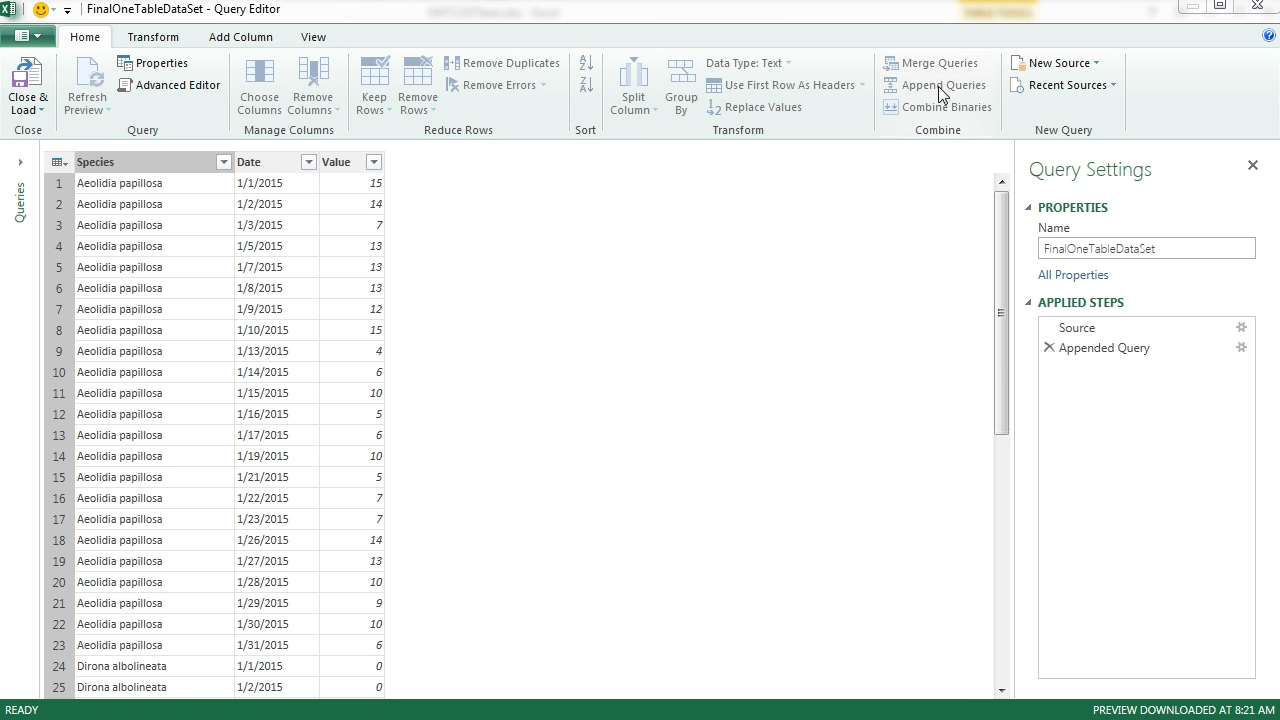 FinalOneTableDataSet - Query Editor
Home Transform Add Column View
Close & Load
Refresh Preview
Properties
Advanced Editor
Choose Columns
Remove Columns
Keep Rows
Remove Rows
Remove Duplicates
Remove Errors
A Z
Z A
Split Column
Group By
Data Type: Text
Use First Row As Headers
Replace Values
Merge Queries
Append Queries
Combine Binaries
New Source
Recent Sources
Close Query Manage Columns Reduce Rows Sort Transform Combine New Query
Queries
Species Date Value
1 Aeolidia papillosa 1/1/2015 15
2 Aeolidia papillosa 1/2/2015 14
3 Aeolidia papillosa 1/3/2015 7
4 Aeolidia papillosa 1/5/2015 13
5 Aeolidia papillosa 1/7/2015 13
6 Aeolidia papillosa 1/8/2015 13
7 Aeolidia papillosa 1/9/2015 12
8 Aeolidia papillosa 1/10/2015 15
9 Aeolidia papillosa 1/13/2015 4
10 Aeolidia papillosa 1/14/2015 6
11 Aeolidia papillosa 1/15/2015 10
12 Aeolidia papillosa 1/16/2015 5
13 Aeolidia papillosa 1/17/2015 6
14 Aeolidia papillosa 1/19/2015 10
15 Aeolidia papillosa 1/21/2015 5
16 Aeolidia papillosa 1/22/2015 7
17 Aeolidia papillosa 1/23/2015 7
18 Aeolidia papillosa 1/26/2015 14
19 Aeolidia papillosa 1/27/2015 13
20 Aeolidia papillosa 1/28/2015 10
21 Aeolidia papillosa 1/29/2015 9
22 Aeolidia papillosa 1/30/2015 10
23 Aeolidia papillosa 1/31/2015 6
24 Dirona albolineata 1/1/2015 0
25 Dirona albolineata 1/2/2015 0
Query Settings
PROPERTIES
Name
FinalOneTableDataSet
All Properties
APPLIED STEPS
Source
Appended Query
READY PREVIEW DOWNLOADED AT 8:21 AM